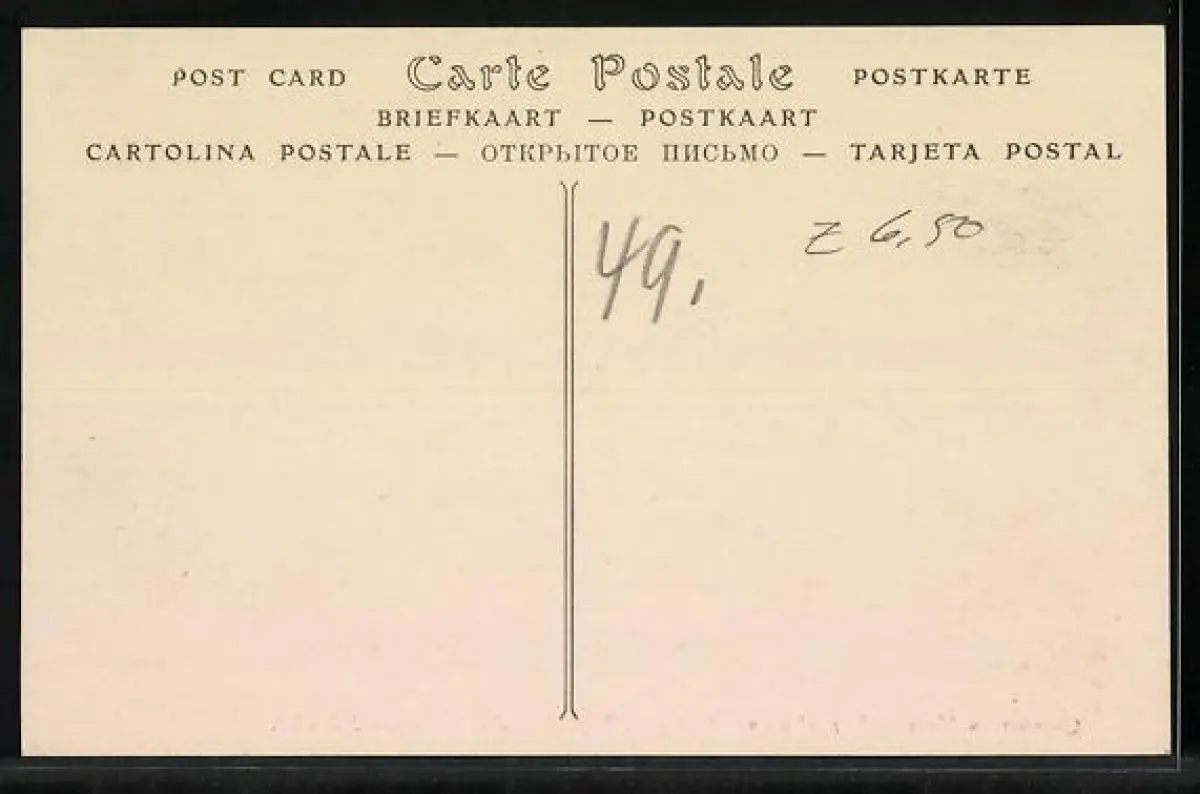 POST CARD Carte Postale POSTKARTE
BRIEFKAART — POSTKAART
CARTOLINA POSTALE — ОТКРЫТОЕ ПИСЬМО — TARJETA POSTAL
49,
Z 6,50